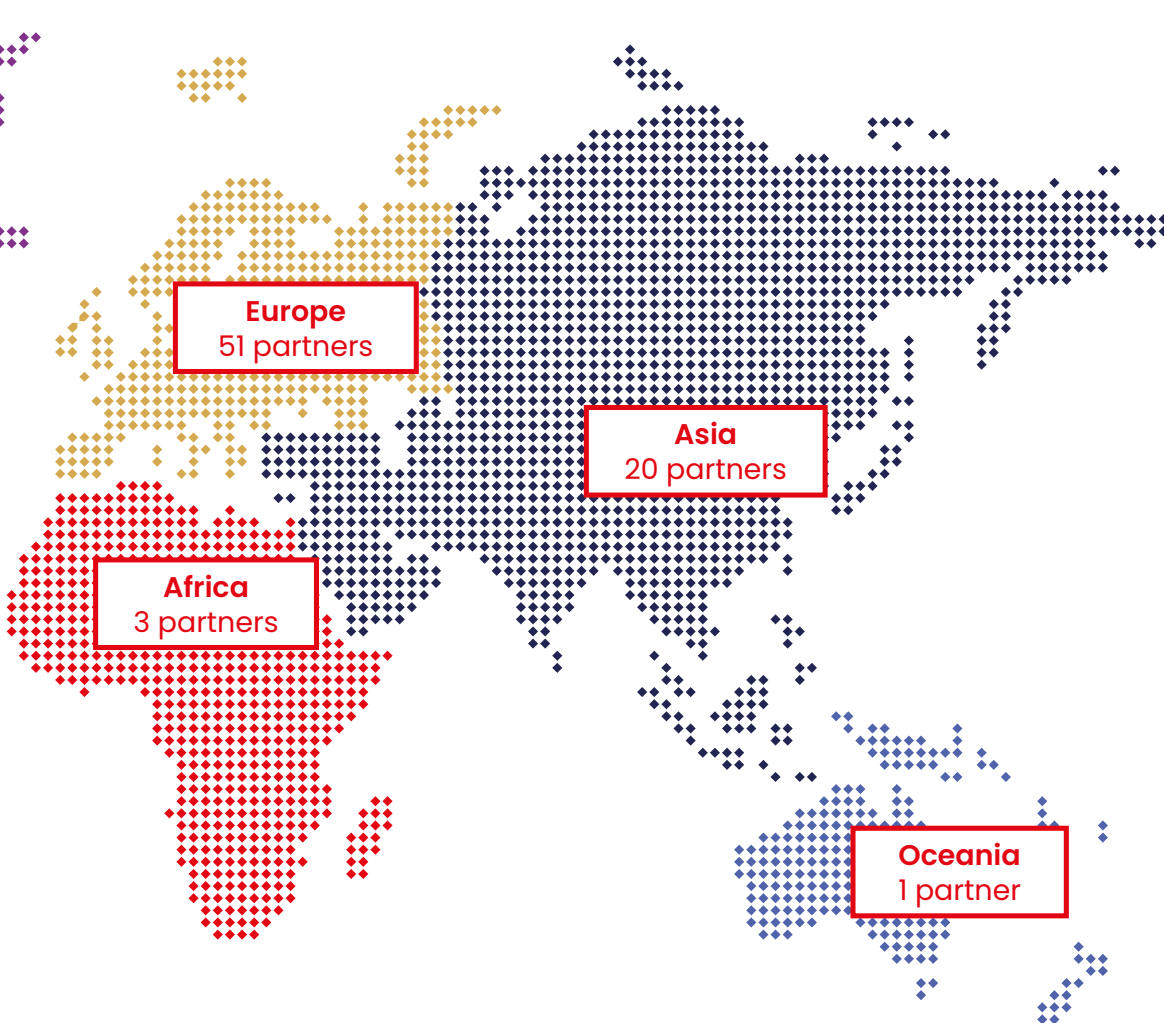 Europe
51 partners
Asia
20 partners
Africa
3 partners
Oceania
1 partner